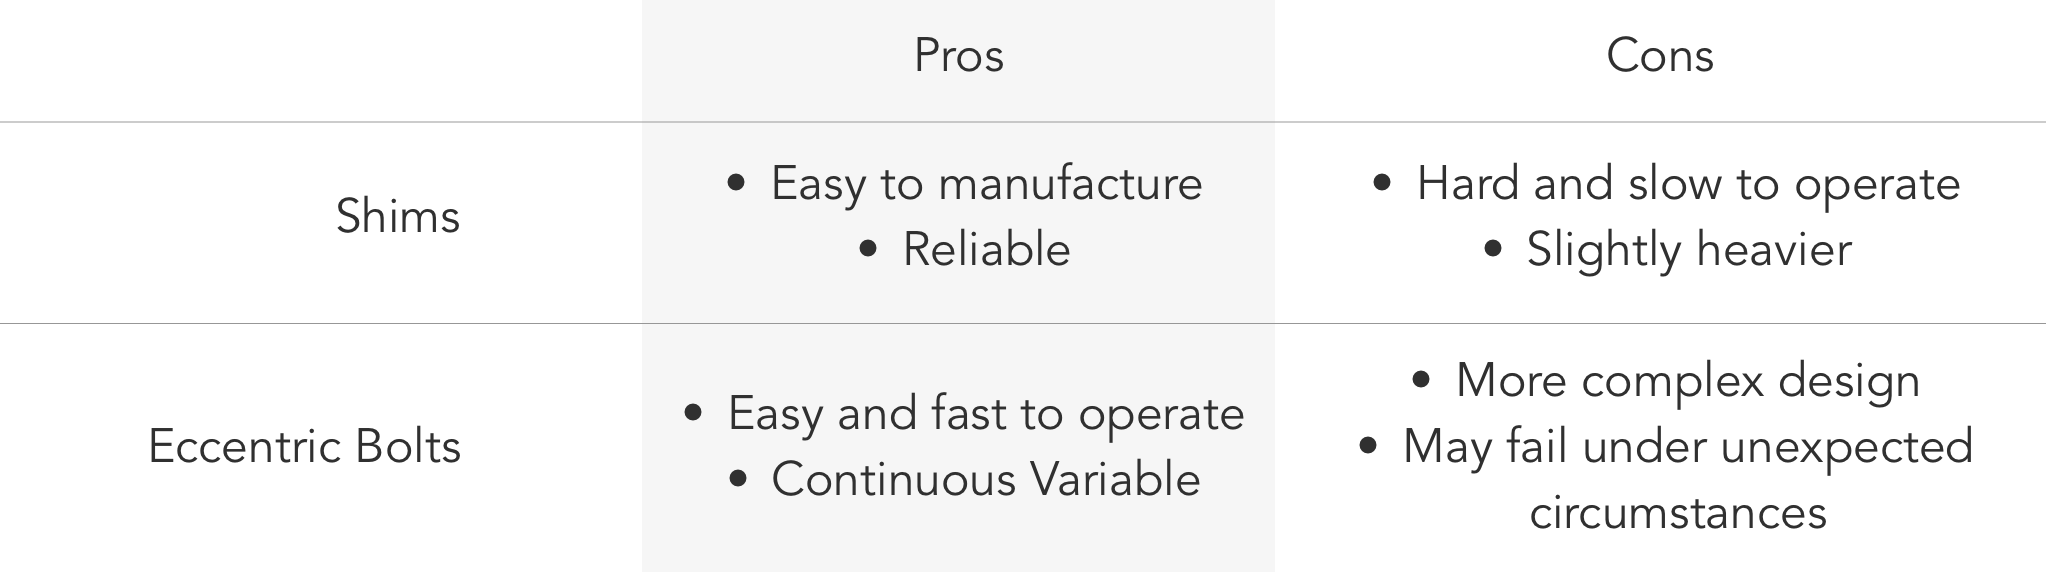 Pros
Cons
Shims
• Easy to manufacture
• Reliable
• Hard and slow to operate
• Slightly heavier
Eccentric Bolts
• Easy and fast to operate
• Continuous Variable
• More complex design
• May fail under unexpected
circumstances